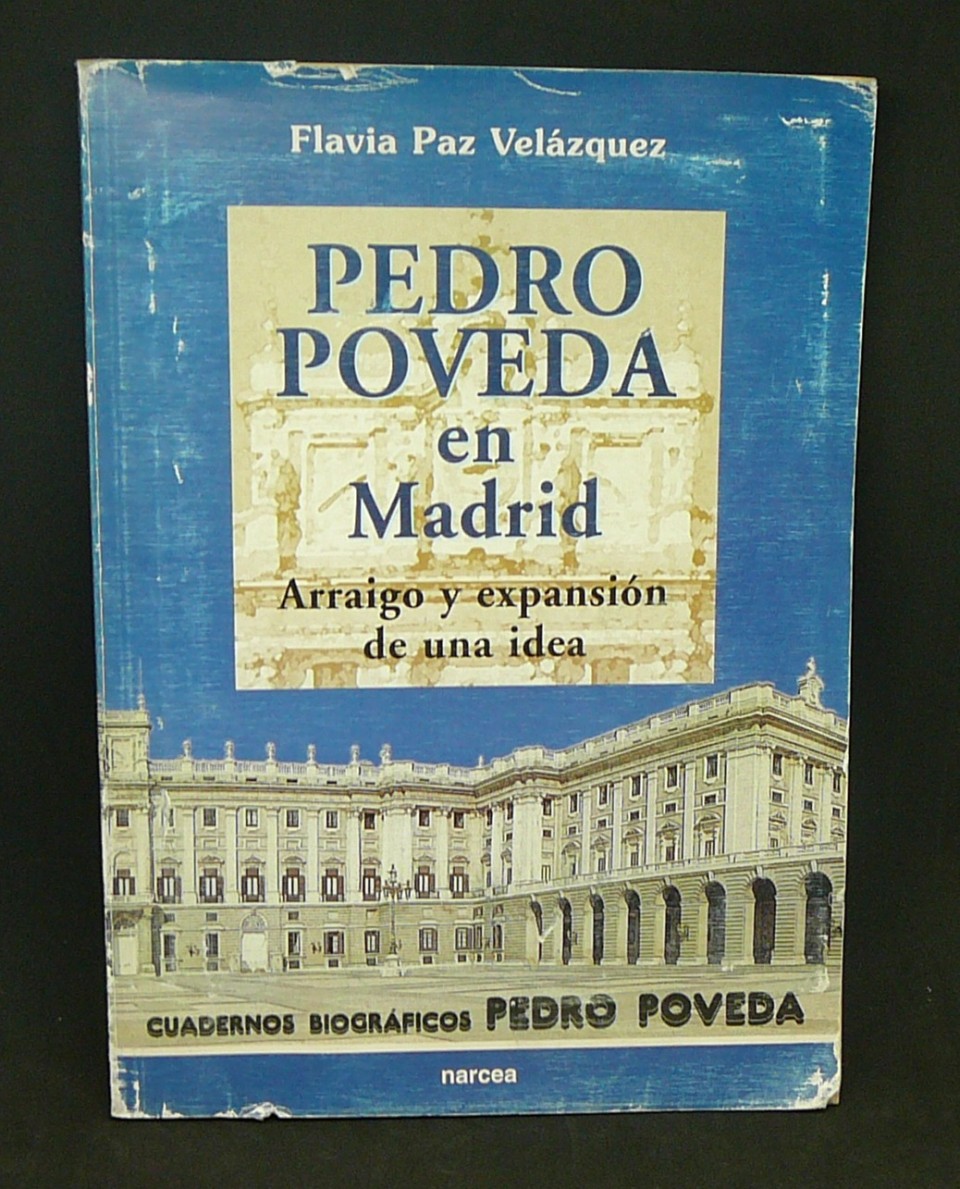 Flavia Paz Velázquez
PEDRO
POVEDA
en
Madrid
Arraigo y expansión
de una idea
CUADERNOS BIOGRÁFICOS PEDRO POVEDA
narcea